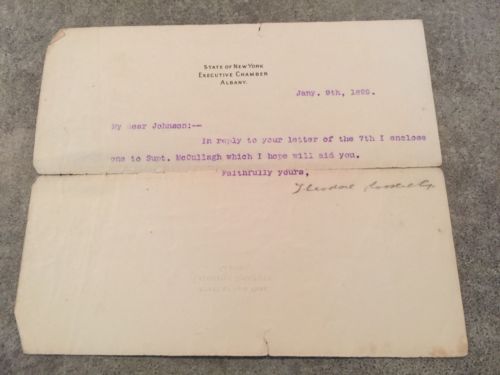 STATE OF NEW YORK
EXECUTIVE CHAMBER
ALBANY.
Jany. 9th, 1899.
My dear Johnson:--
In reply to your letter of the 7th I enclose
one to Supt. McCullagh which I hope will aid you.
Faithfully yours,
Theodore Roosevelt